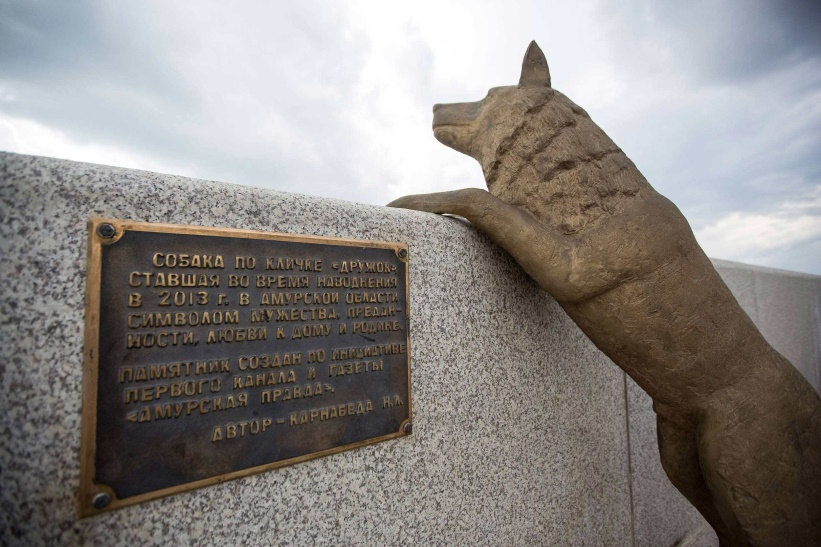 СОБАКА ПО КЛИЧКЕ «ДРУЖОК»
СТАВШАЯ ВО ВРЕМЯ НАВОДНЕНИЯ
В 2013 г. В АМУРСКОЙ ОБЛАСТИ
СИМВОЛОМ МУЖЕСТВА, ПРЕДАН-
НОСТИ, ЛЮБВИ К ДОМУ И РОДИНЕ.
ПАМЯТНИК СОЗДАН ПО ИНИЦИАТИВЕ
ПЕРВОГО КАНАЛА И ГАЗЕТЫ
«АМУРСКАЯ ПРАВДА».
АВТОР – КАРНАБЕДА Н.Л.